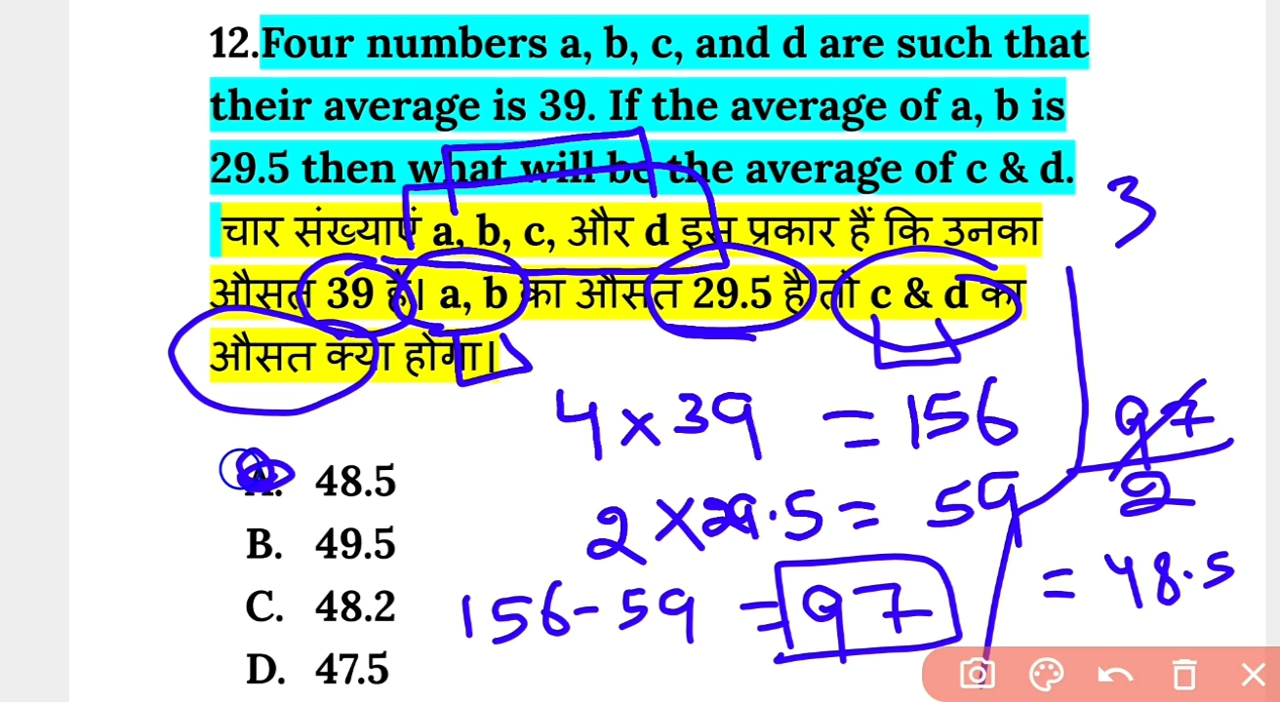 12.Four numbers a, b, c, and d are such that
their average is 39. If the average of a, b is
29.5 then what will be the average of c & d.
चार संख्याएं a, b, c, और d इस प्रकार हैं कि उनका
औसत 39 है। a, b का औसत 29.5 है तो c & d का
औसत क्या होगा।
3
4 x 39 = 156
97
2
2 x 29.5 = 59
= 48.5
156 - 59 = 97
A. 48.5
B. 49.5
C. 48.2
D. 47.5